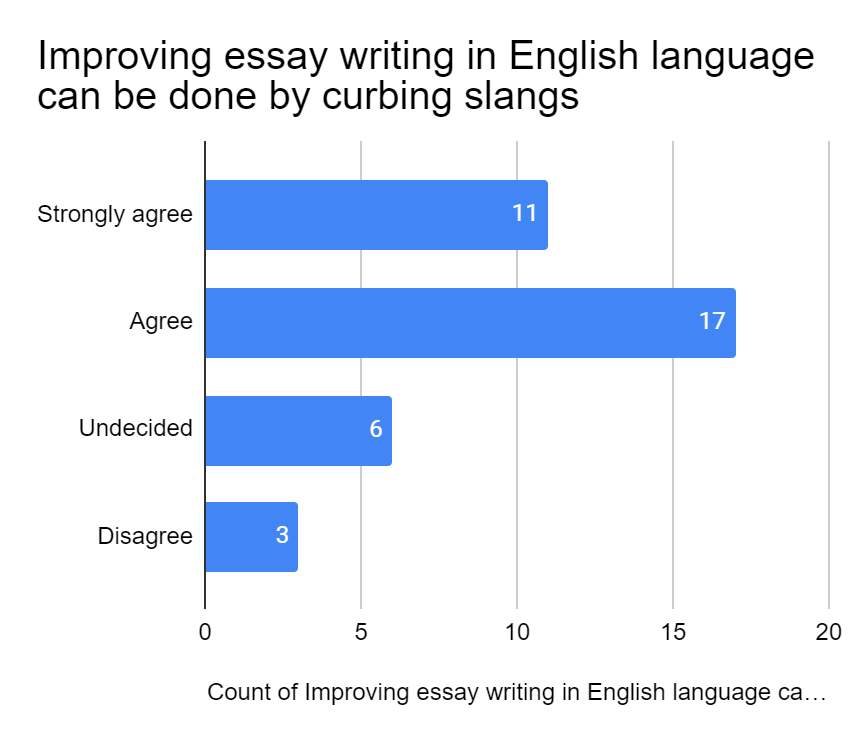 Improving essay writing in English language
can be done by curbing slangs
Strongly agree
11
Agree
17
Undecided
6
Disagree
3
0 5 10 15 20
Count of Improving essay writing in English language ca…